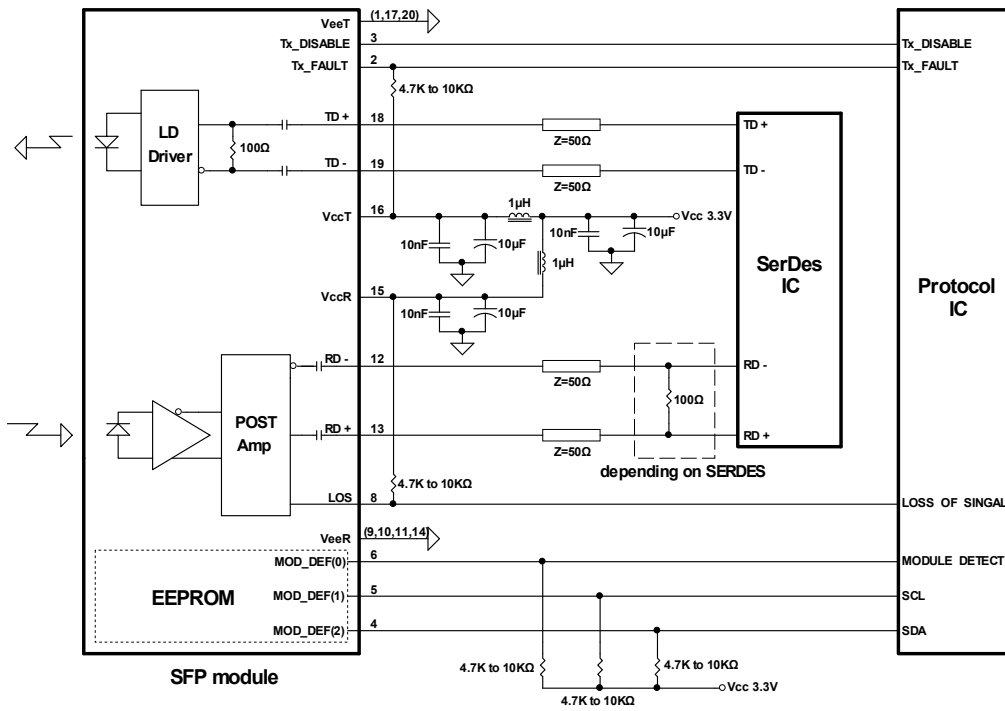 VeeT
(1,17,20)
Tx_DISABLE
3
Tx_DISABLE
Tx_FAULT
2
Tx_FAULT
4.7K to 10KΩ
LD
Driver
100Ω
TD +
18
Z=50Ω
TD +
TD -
19
Z=50Ω
TD -
VccT
16
1µH
Vcc 3.3V
10nF
10µF
10nF
10µF
1µH
SerDes
IC
Protocol
IC
VccR
15
10nF
10µF
RD -
12
Z=50Ω
RD -
100Ω
POST
Amp
RD +
13
Z=50Ω
RD +
depending on SERDES
4.7K to 10KΩ
LOS
8
LOSS OF SINGAL
VeeR
(9,10,11,14)
MOD_DEF(0)
6
MODULE DETECT
EEPROM
MOD_DEF(1)
5
SCL
MOD_DEF(2)
4
SDA
4.7K to 10KΩ
4.7K to 10KΩ
4.7K to 10KΩ
Vcc 3.3V
SFP module